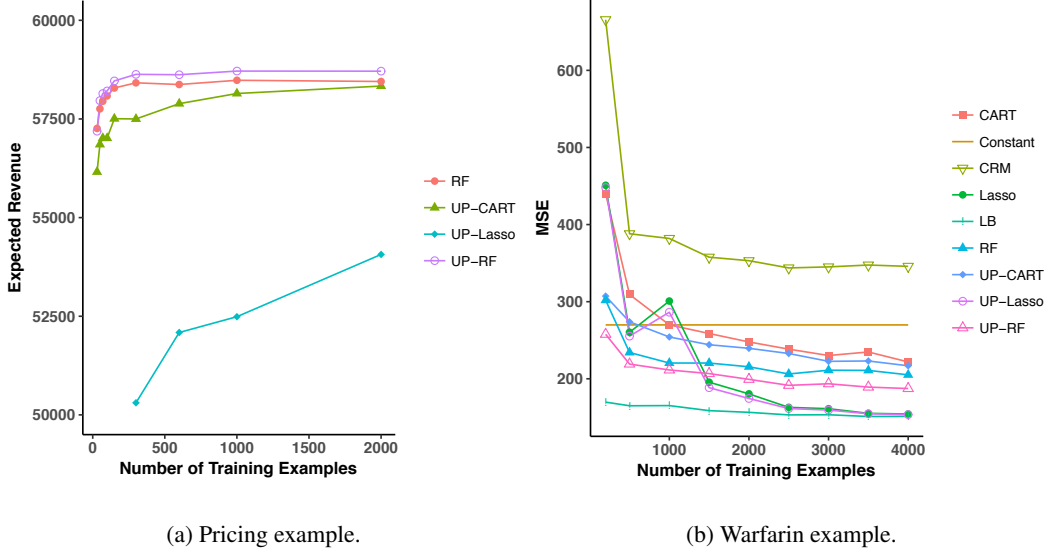 60000
57500
55000
52500
50000
Expected Revenue
0
500
1000
1500
2000
Number of Training Examples
RF
UP-CART
UP-Lasso
UP-RF
(a) Pricing example.
600
500
400
300
200
MSE
1000
2000
3000
4000
Number of Training Examples
CART
Constant
CRM
Lasso
LB
RF
UP-CART
UP-Lasso
UP-RF
(b) Warfarin example.